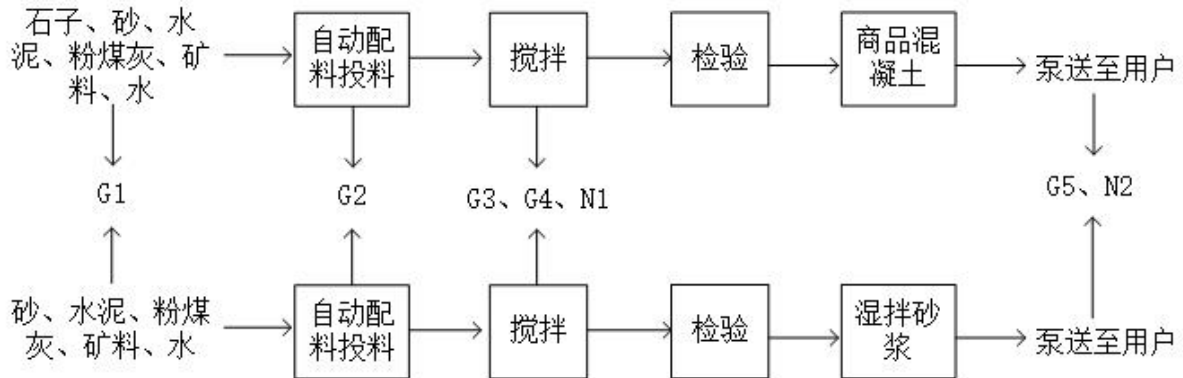 石子、砂、水
泥、粉煤灰、矿
料、水
自动配
料投料
搅拌
检验
商品混
凝土
泵送至用户
G1
G2
G3、G4、N1
G5、N2
砂、水泥、粉煤
灰、矿料、水
自动配
料投料
搅拌
检验
湿拌砂
浆
泵送至用户